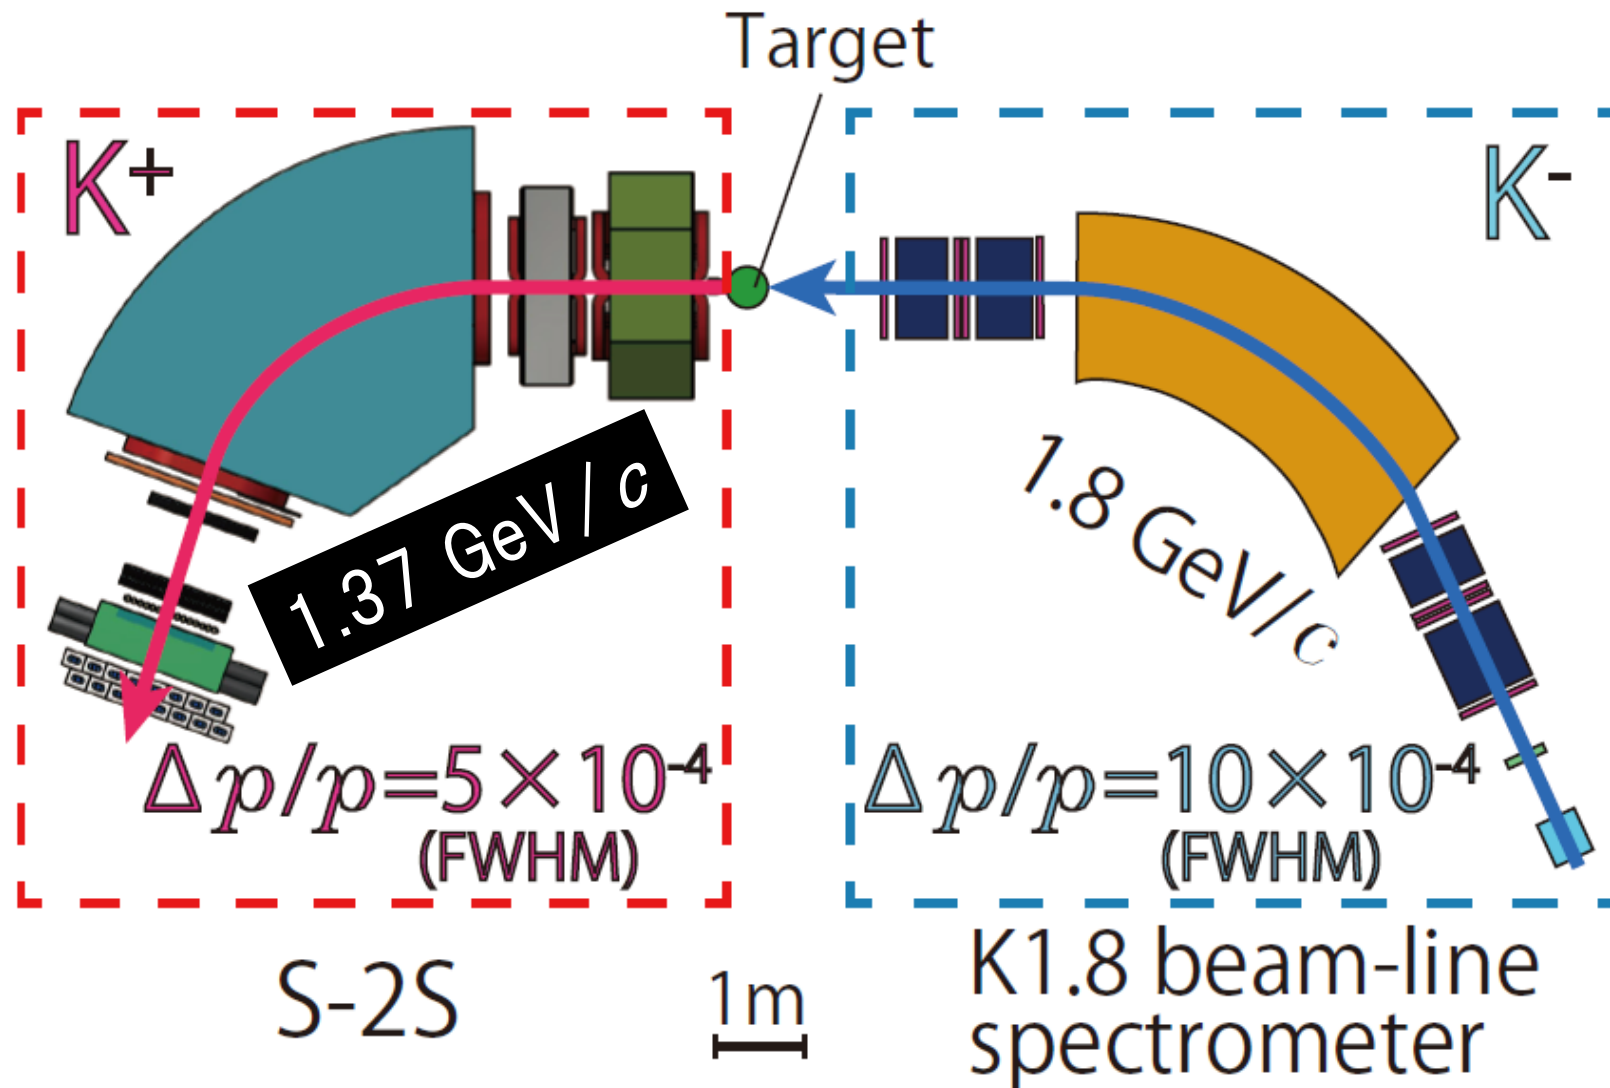 Target
K⁺
K⁻
1.37 GeV/c
1.8 GeV/c
Δp/p=5×10⁻⁴
(FWHM)
Δp/p=10×10⁻⁴
(FWHM)
S-2S
1m
K1.8 beam-line
spectrometer